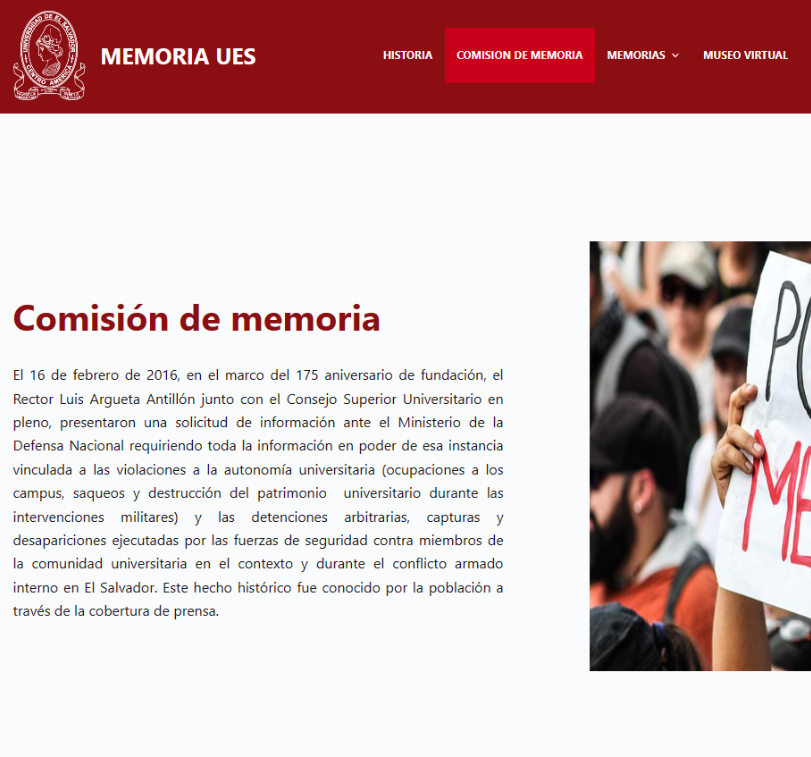 UNIVERSIDAD DE EL SALVADOR
CENTRO AMERICA
MEMORIA UES
HISTORIA
COMISION DE MEMORIA
MEMORIAS
MUSEO VIRTUAL
Comisión de memoria
El 16 de febrero de 2016, en el marco del 175 aniversario de fundación, el
Rector Luis Argueta Antillón junto con el Consejo Superior Universitario en
pleno, presentaron una solicitud de información ante el Ministerio de la
Defensa Nacional requiriendo toda la información en poder de esa instancia
vinculada a las violaciones a la autonomía universitaria (ocupaciones a los
campus, saqueos y destrucción del patrimonio universitario durante las
intervenciones militares) y las detenciones arbitrarias, capturas y
desapariciones ejecutadas por las fuerzas de seguridad contra miembros de
la comunidad universitaria en el contexto y durante el conflicto armado
interno en El Salvador. Este hecho histórico fue conocido por la población a
través de la cobertura de prensa.